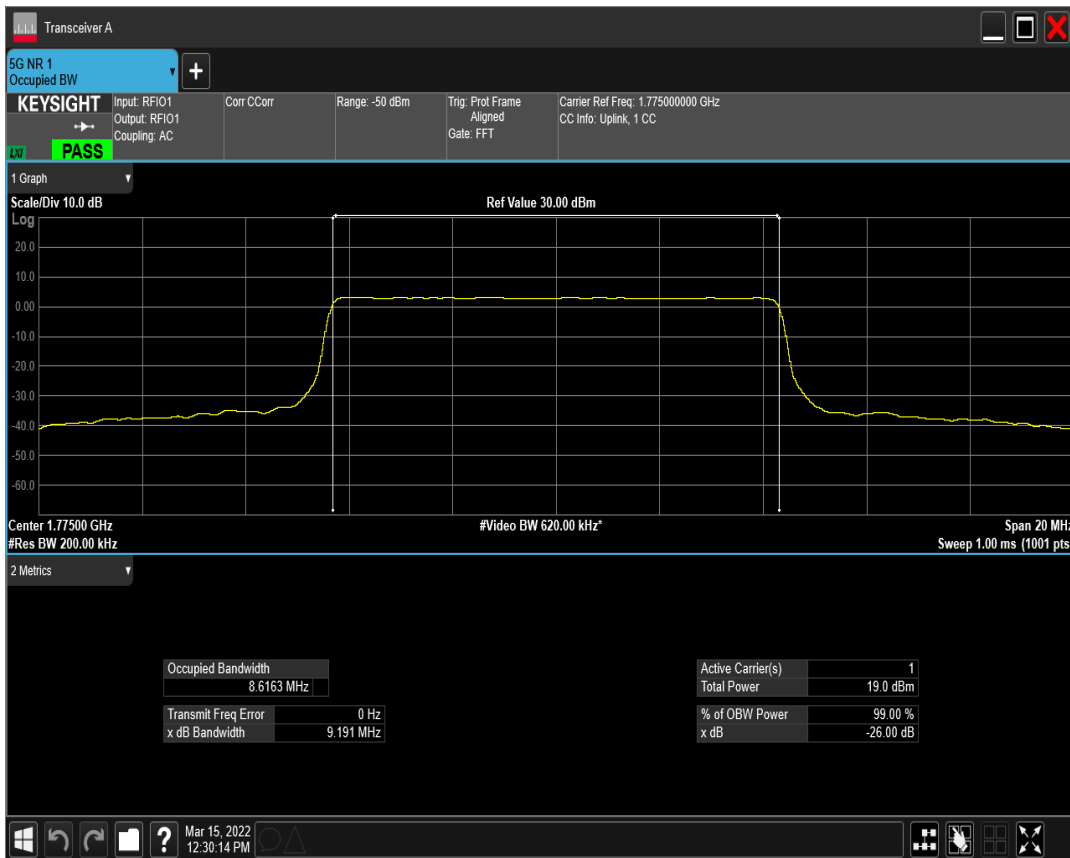 Transceiver A
5G NR 1
Occupied BW
+
KEYSIGHT
LXI
PASS
Input: RFIO1
Output: RFIO1
Coupling: AC
Corr CCorr
Range: -50 dBm
Trig: Prot Frame
Aligned
Gate: FFT
Carrier Ref Freq: 1.775000000 GHz
CC Info: Uplink, 1 CC
1 Graph
Scale/Div 10.0 dB
Ref Value 30.00 dBm
Log
20.0
10.0
0.00
-10.0
-20.0
-30.0
-40.0
-50.0
-60.0
Center 1.77500 GHz
#Video BW 620.00 kHz*
Span 20 MHz
#Res BW 200.00 kHz
Sweep 1.00 ms (1001 pts
2 Metrics
Occupied Bandwidth
8.6163 MHz
Active Carrier(s) 1
Total Power 19.0 dBm
Transmit Freq Error 0 Hz
x dB Bandwidth 9.191 MHz
% of OBW Power 99.00 %
x dB -26.00 dB
?
Mar 15, 2022
12:30:14 PM